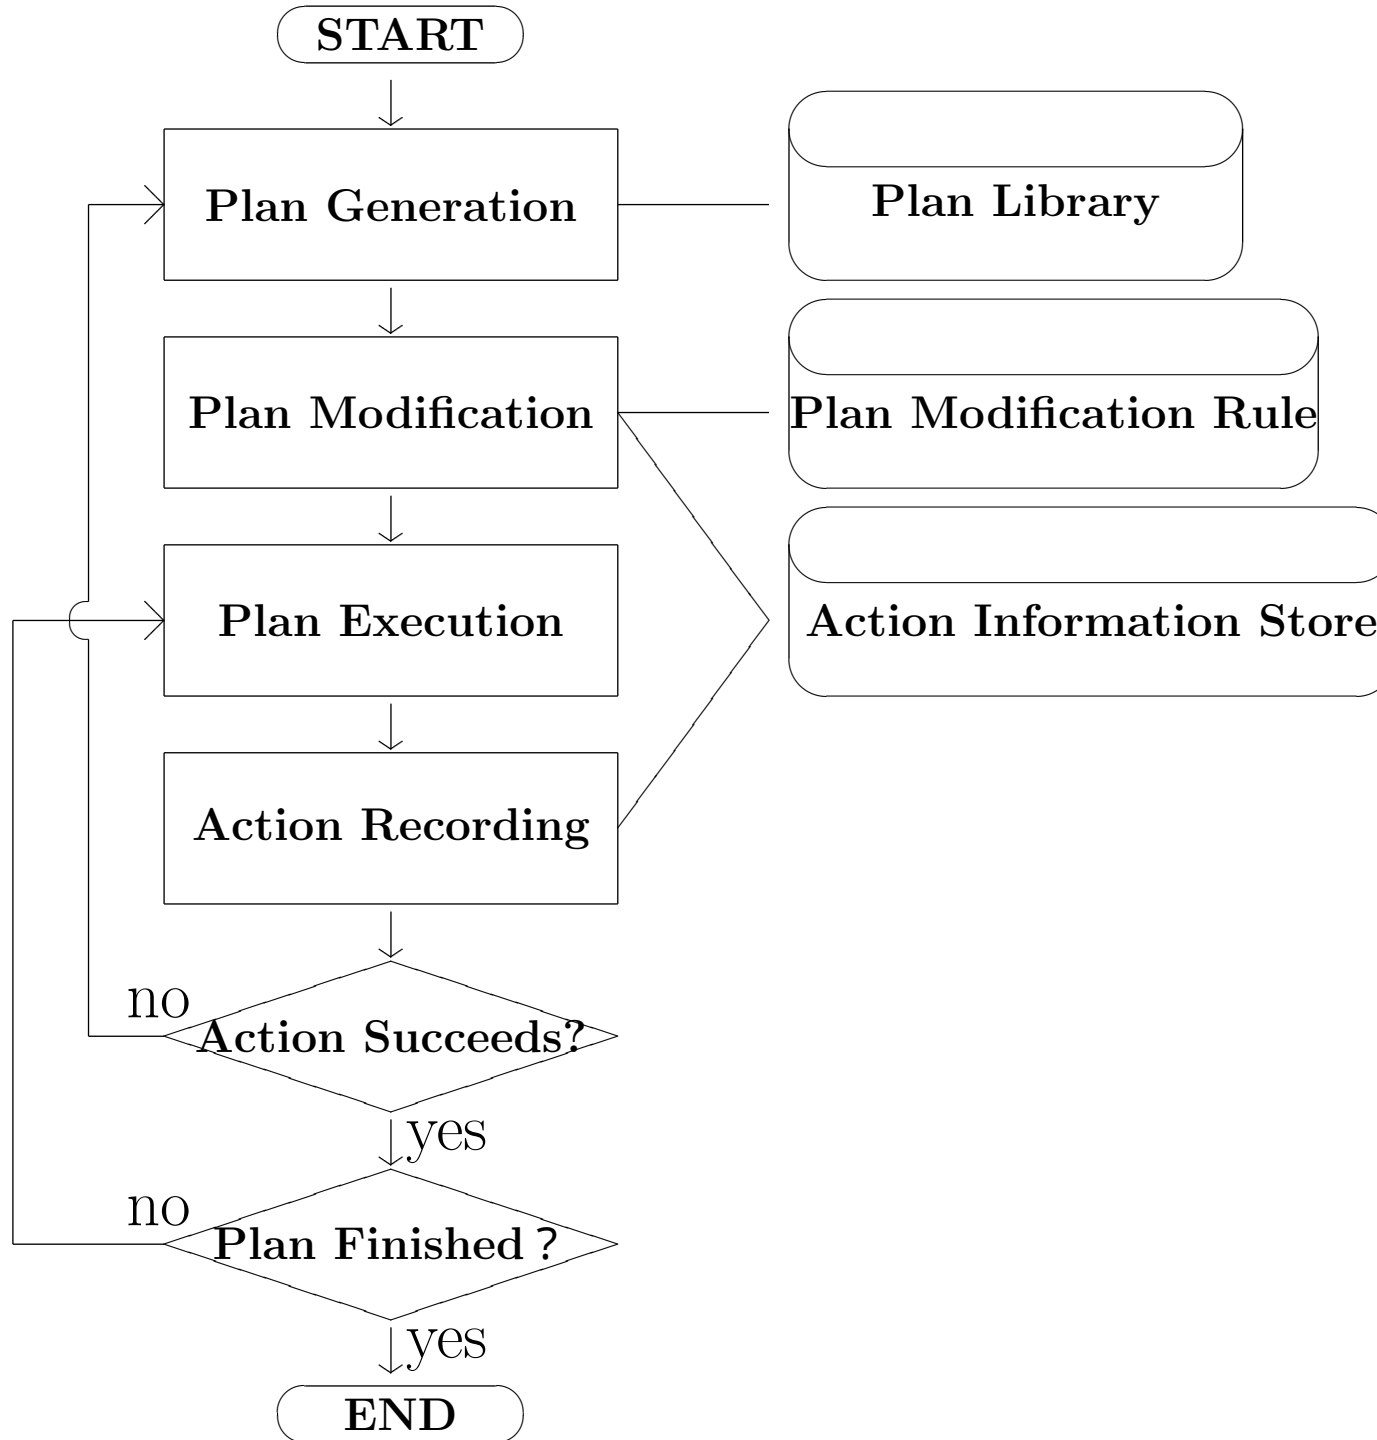 START
Plan Generation
Plan Library
Plan Modification
Plan Modification Rule
Plan Execution
Action Information Store
Action Recording
no
Action Succeeds?
yes
no
Plan Finished？
yes
END